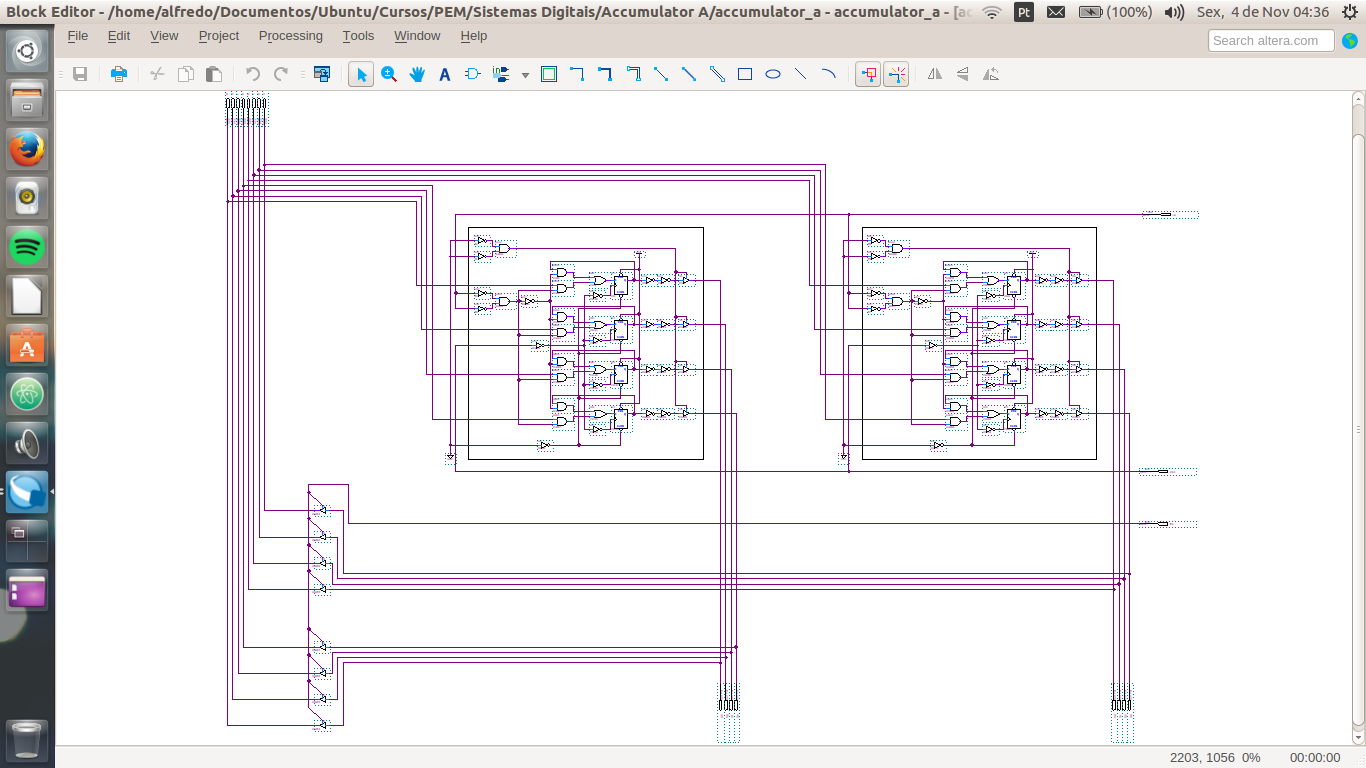 Block Editor - /home/alfredo/Documentos/Ubuntu/Cursos/PEM/Sistemas Digitais/Accumulator A/accumulator_a - accumulator_a - [ac
Pt (100%) Sex, 4 de Nov 04:36
File Edit View Project Processing Tools Window Help
Search altera.com
A
2203, 1056 0% 00:00:00